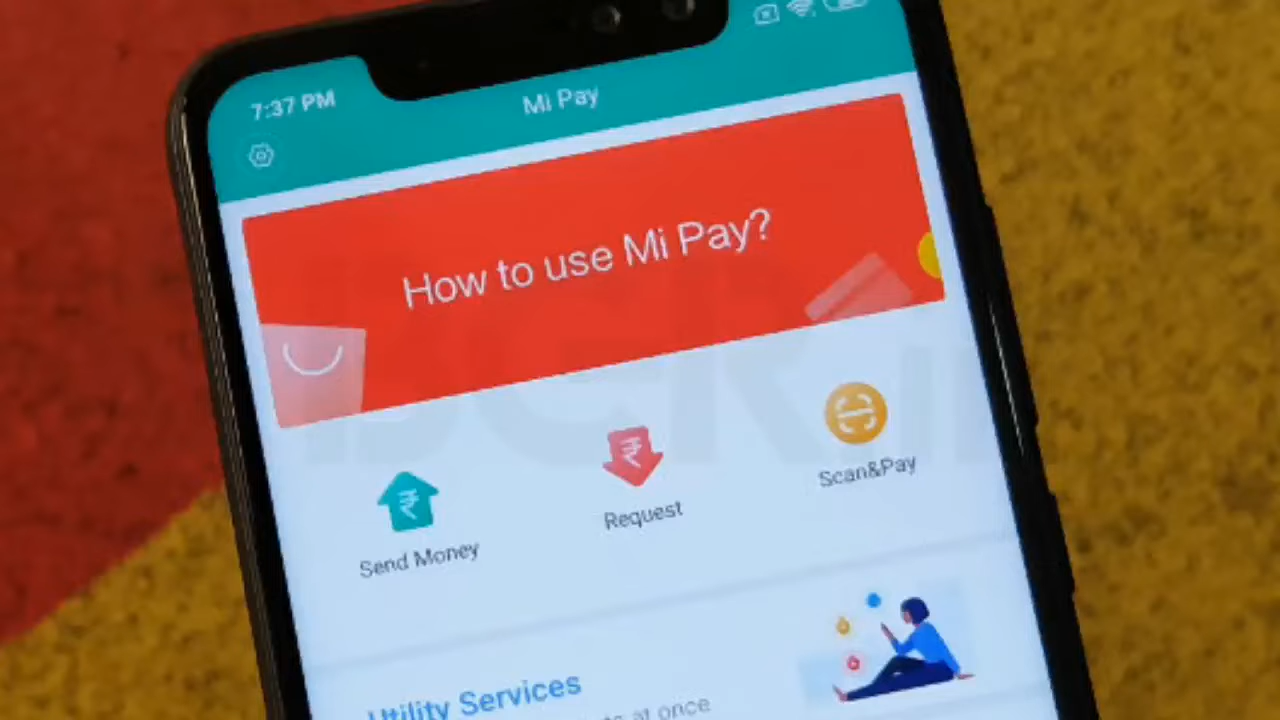 7:37 PM
Mi Pay
How to use Mi Pay?
Send Money
Request
Scan&Pay
Utility Services
at once